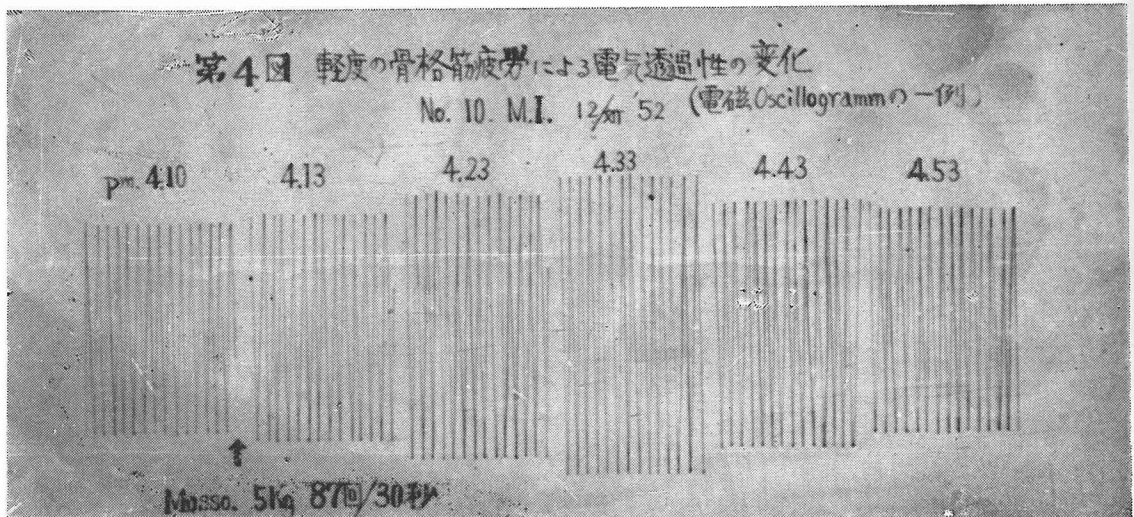 第4図 軽度の骨格筋疲労による電気透過性の変化
No. 10. M.I. 12/XII '52 (電磁Oscillogrammの一例)
pm. 4.10 4.13 4.23 4.33 4.43 4.53
Mosso. 5Kg 87回/30秒